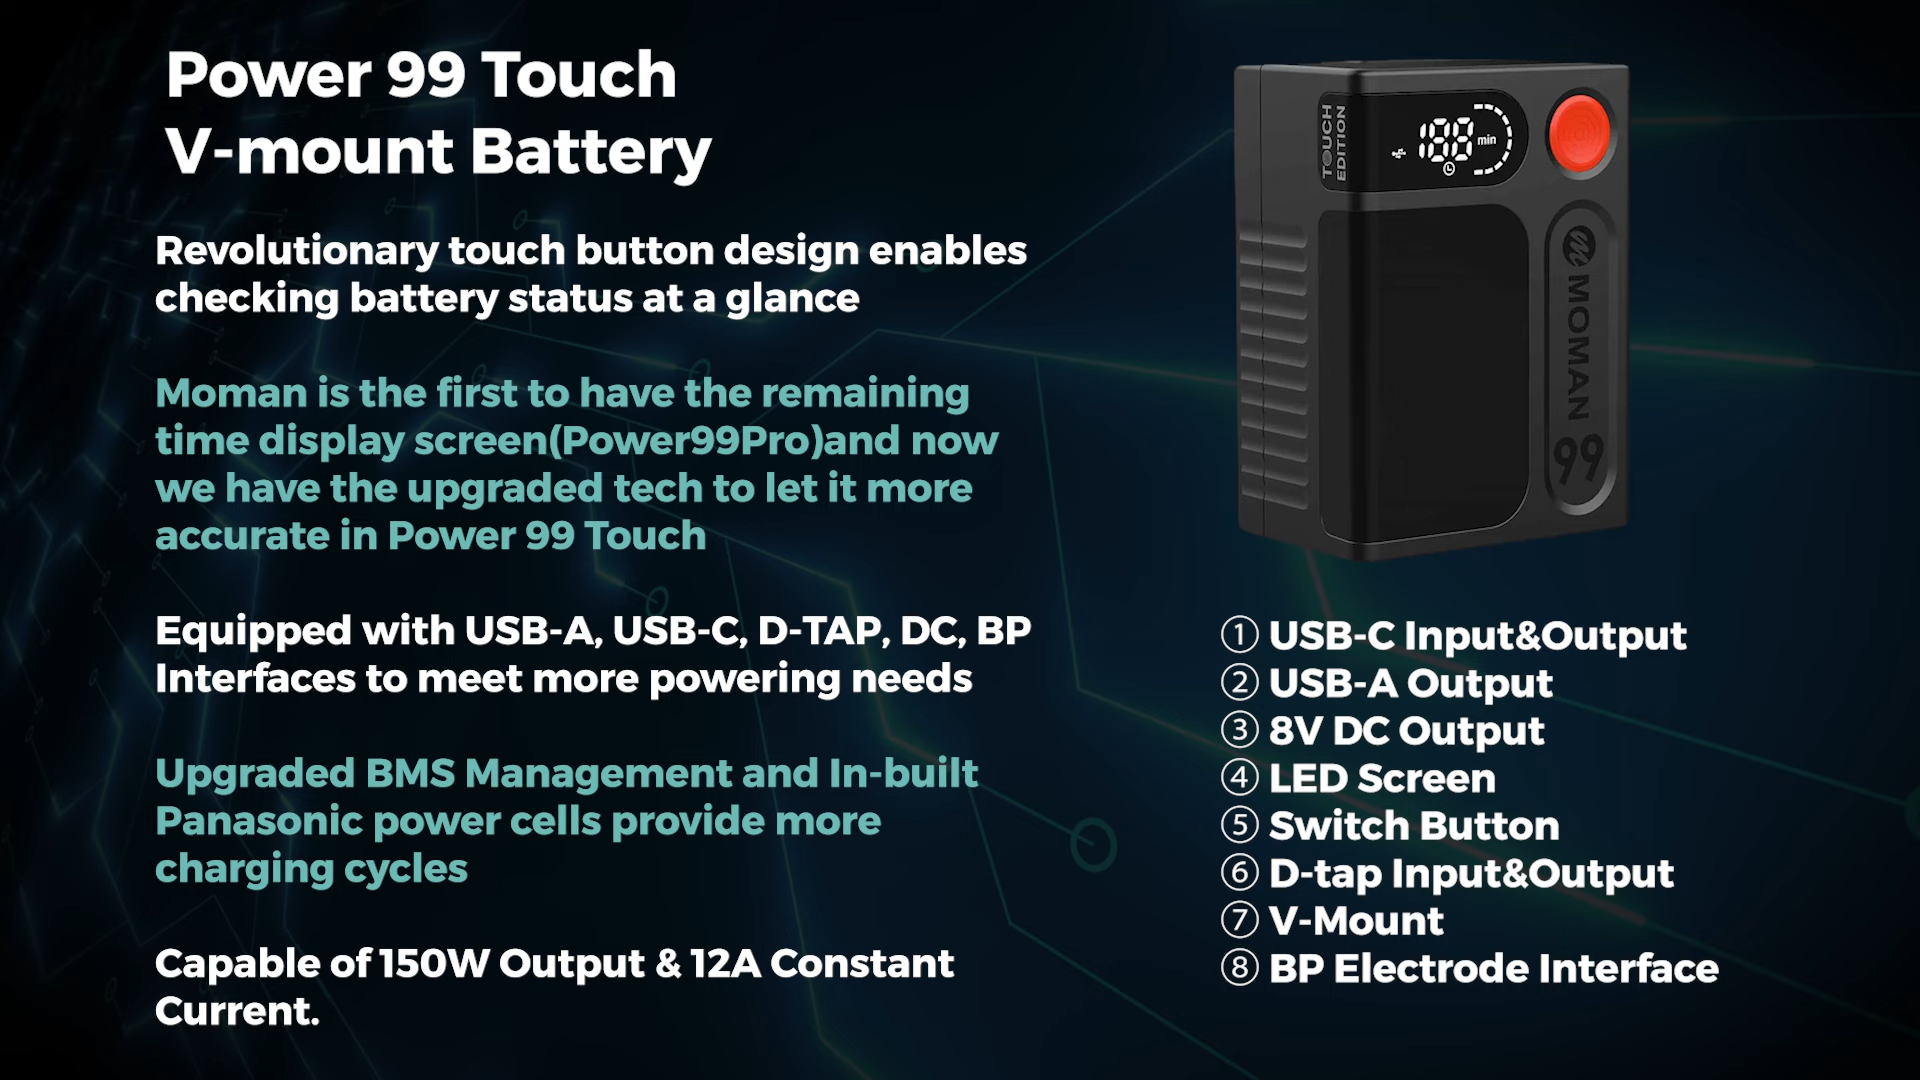 Power 99 Touch
V-mount Battery
Revolutionary touch button design enables
checking battery status at a glance
Moman is the first to have the remaining
time display screen(Power99Pro)and now
we have the upgraded tech to let it more
accurate in Power 99 Touch
Equipped with USB-A, USB-C, D-TAP, DC, BP
Interfaces to meet more powering needs
Upgraded BMS Management and In-built
Panasonic power cells provide more
charging cycles
Capable of 150W Output & 12A Constant
Current.
TOUCH
EDITION
188 min
MOMAN
99
① USB-C Input&Output
② USB-A Output
③ 8V DC Output
④ LED Screen
⑤ Switch Button
⑥ D-tap Input&Output
⑦ V-Mount
⑧ BP Electrode Interface